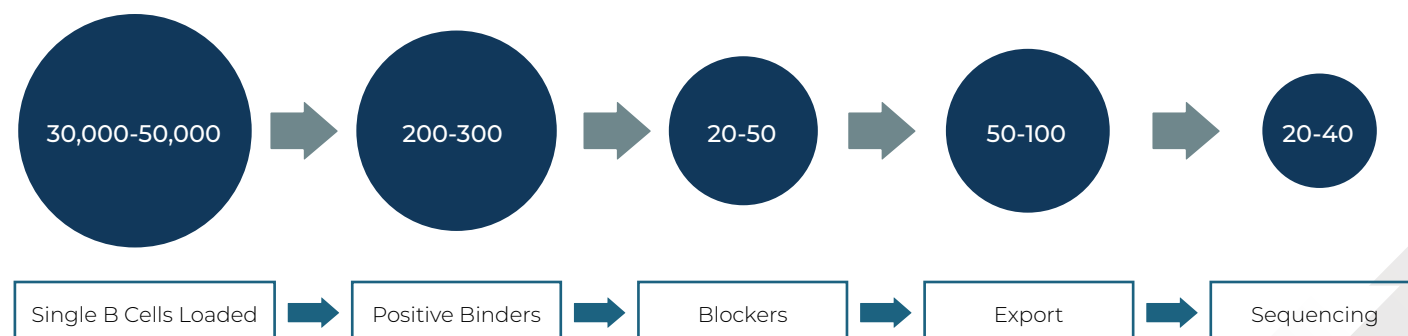 30,000-50,000
200-300
20-50
50-100
20-40
Single B Cells Loaded
Positive Binders
Blockers
Export
Sequencing